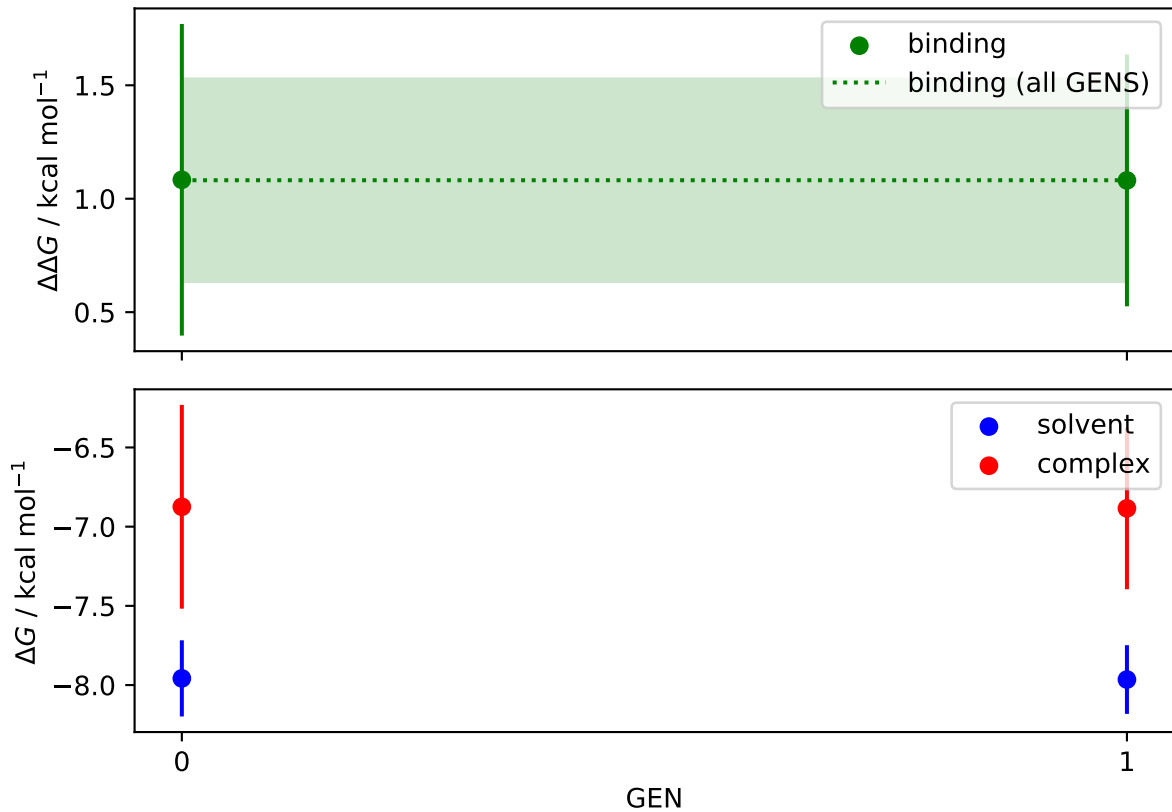 binding
binding (all GENS)
1.5
1.0
0.5
ΔΔG / kcal mol⁻¹
solvent
complex
−6.5
−7.0
−7.5
−8.0
ΔG / kcal mol⁻¹
0
1
GEN